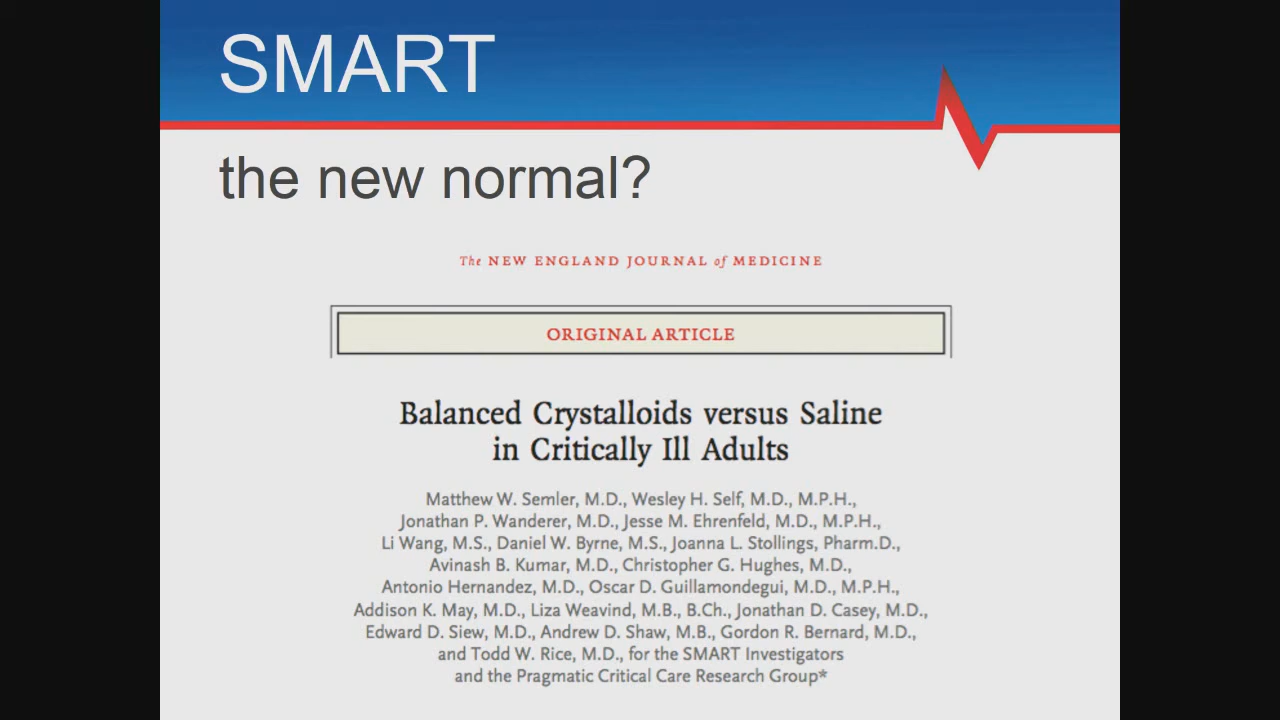 SMART
the new normal?
The NEW ENGLAND JOURNAL of MEDICINE
ORIGINAL ARTICLE
Balanced Crystalloids versus Saline
in Critically Ill Adults
Matthew W. Semler, M.D., Wesley H. Self, M.D., M.P.H.,
Jonathan P. Wanderer, M.D., Jesse M. Ehrenfeld, M.D., M.P.H.,
Li Wang, M.S., Daniel W. Byrne, M.S., Joanna L. Stollings, Pharm.D.,
Avinash B. Kumar, M.D., Christopher G. Hughes, M.D.,
Antonio Hernandez, M.D., Oscar D. Guillamondegui, M.D., M.P.H.,
Addison K. May, M.D., Liza Weavind, M.B., B.Ch., Jonathan D. Casey, M.D.,
Edward D. Siew, M.D., Andrew D. Shaw, M.B., Gordon R. Bernard, M.D.,
and Todd W. Rice, M.D., for the SMART Investigators
and the Pragmatic Critical Care Research Group*